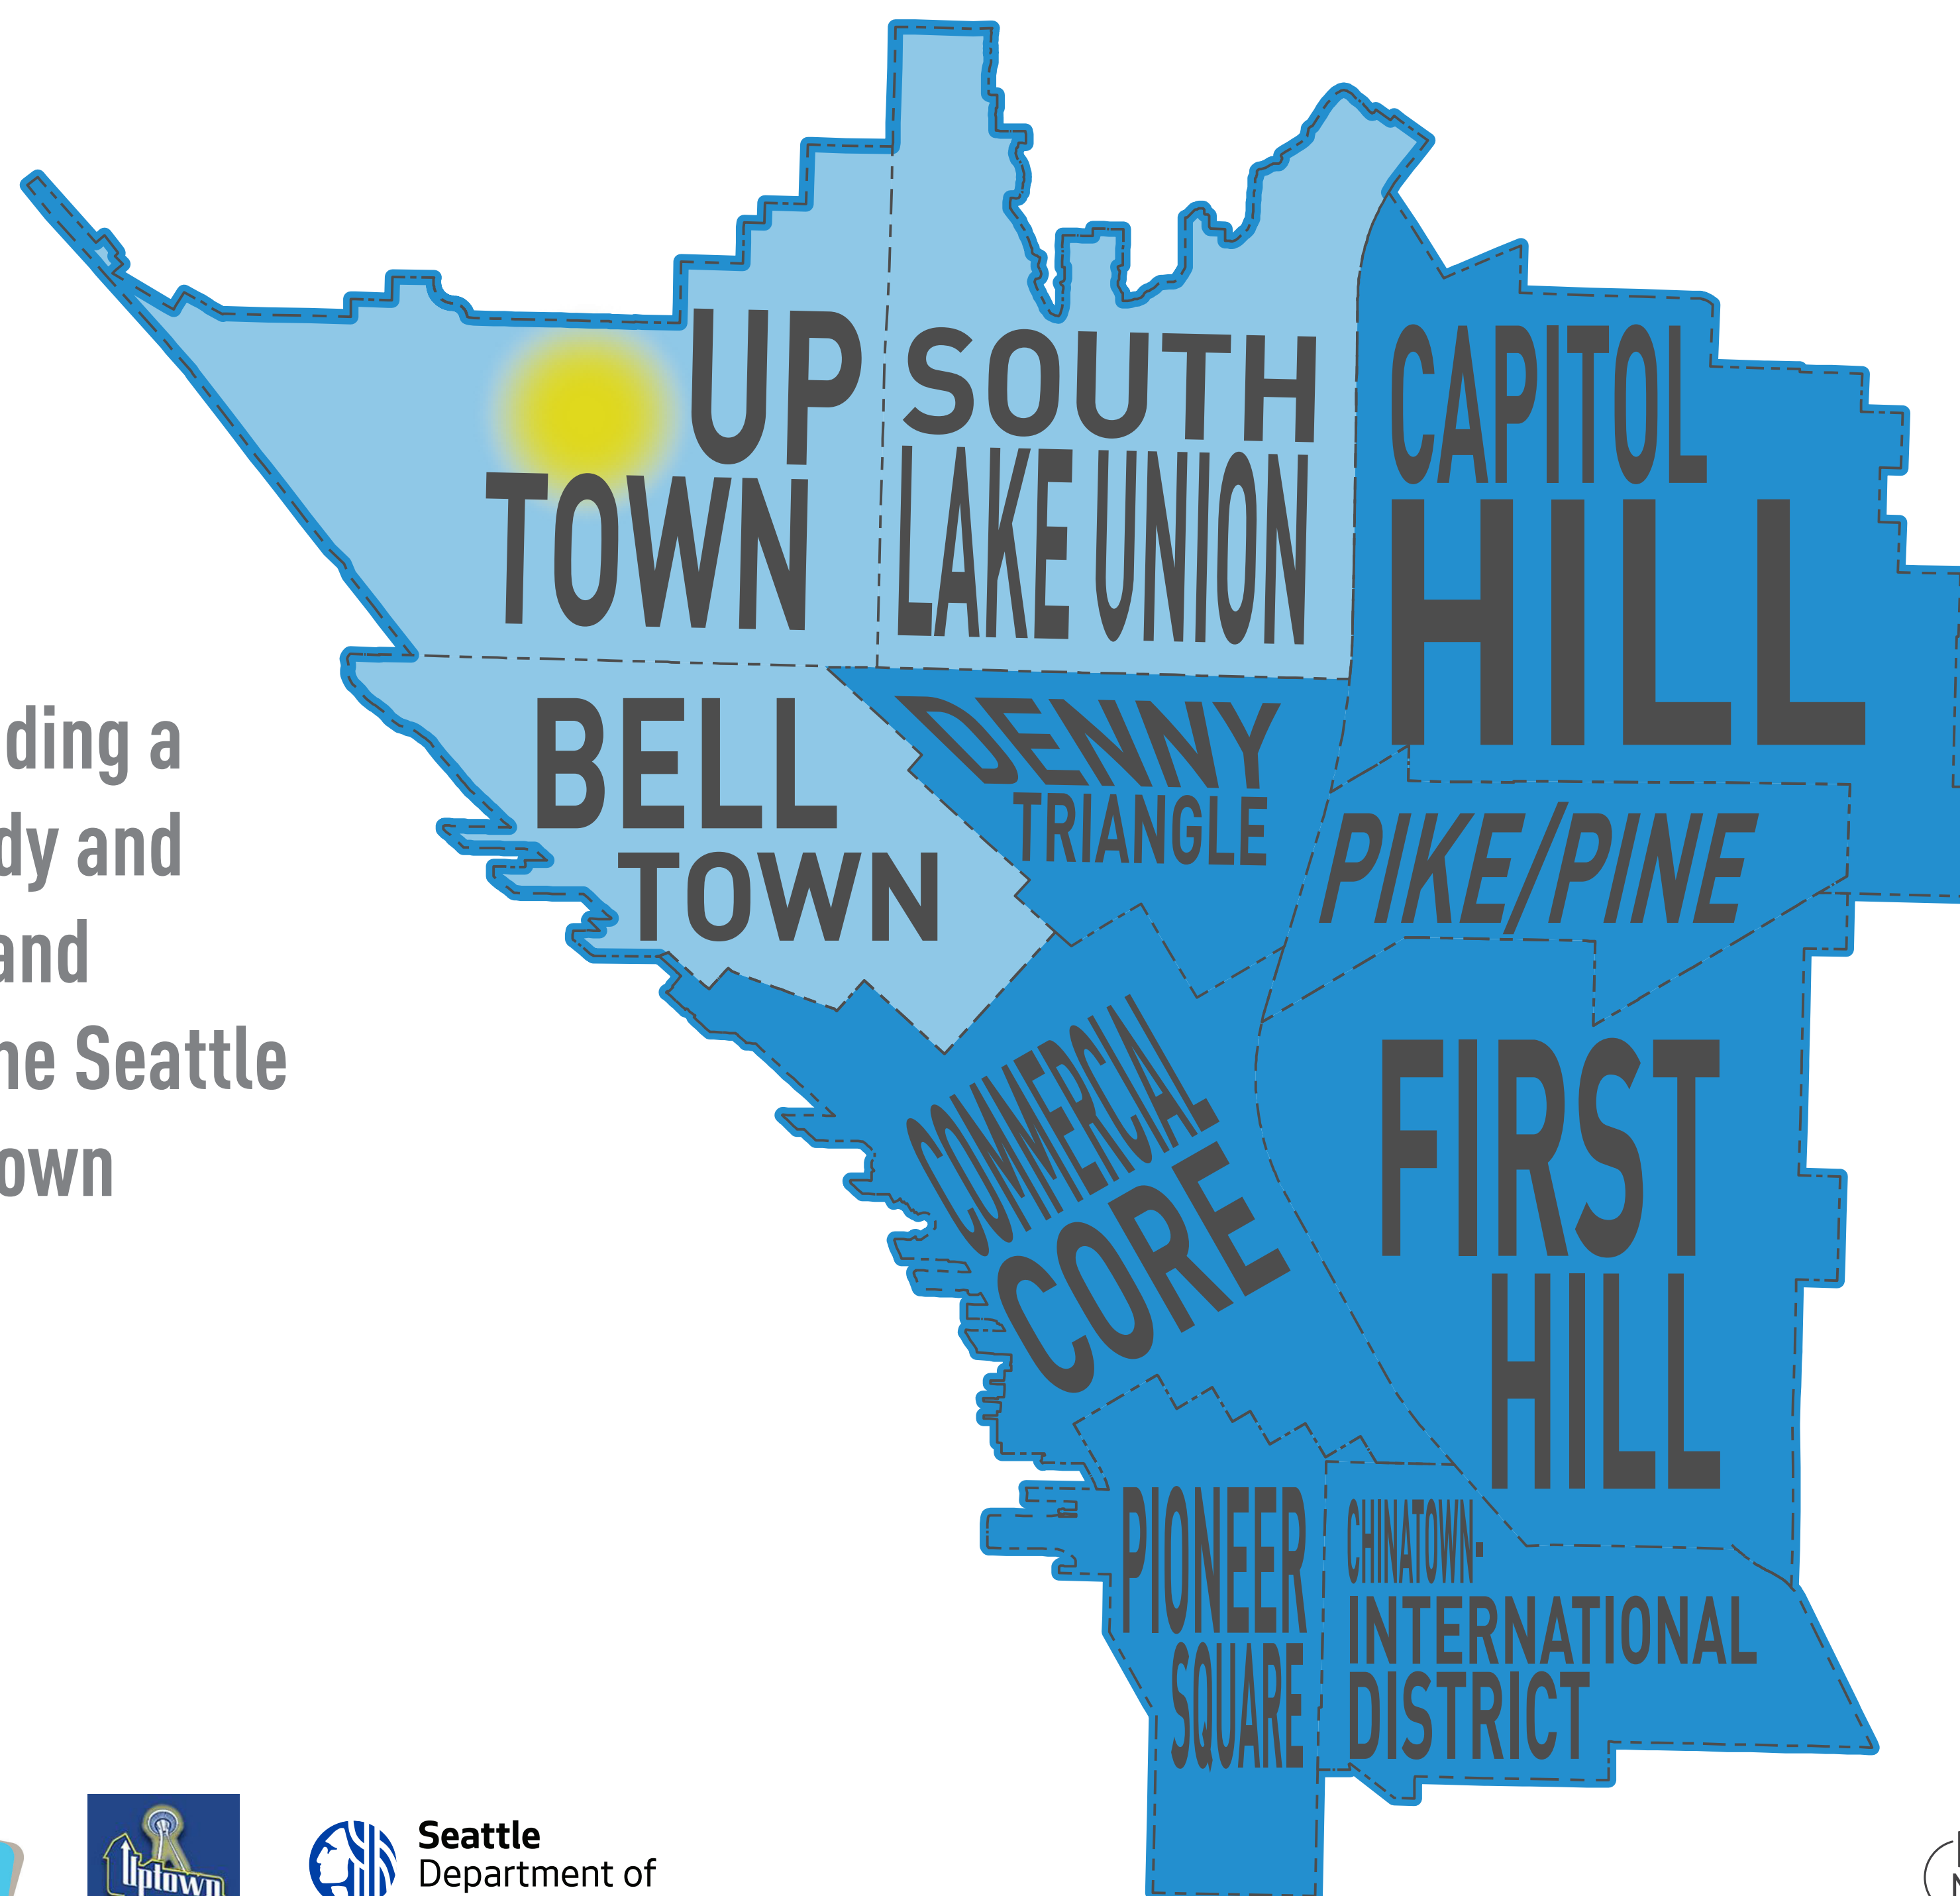 UP
TOWN
SOUTH
LAKE UNION
CAPITOL
HILL
BELL
TOWN
DENNY
TRIANGLE
PIKE/PINE
COMMERCIAL
CORE
FIRST
HILL
PIONEER
SQUARE
CHINATOWN-
INTERNATIONAL
DISTRICT
ding a
dy and
and
ne Seattle
own
Uptown
Seattle
Department of